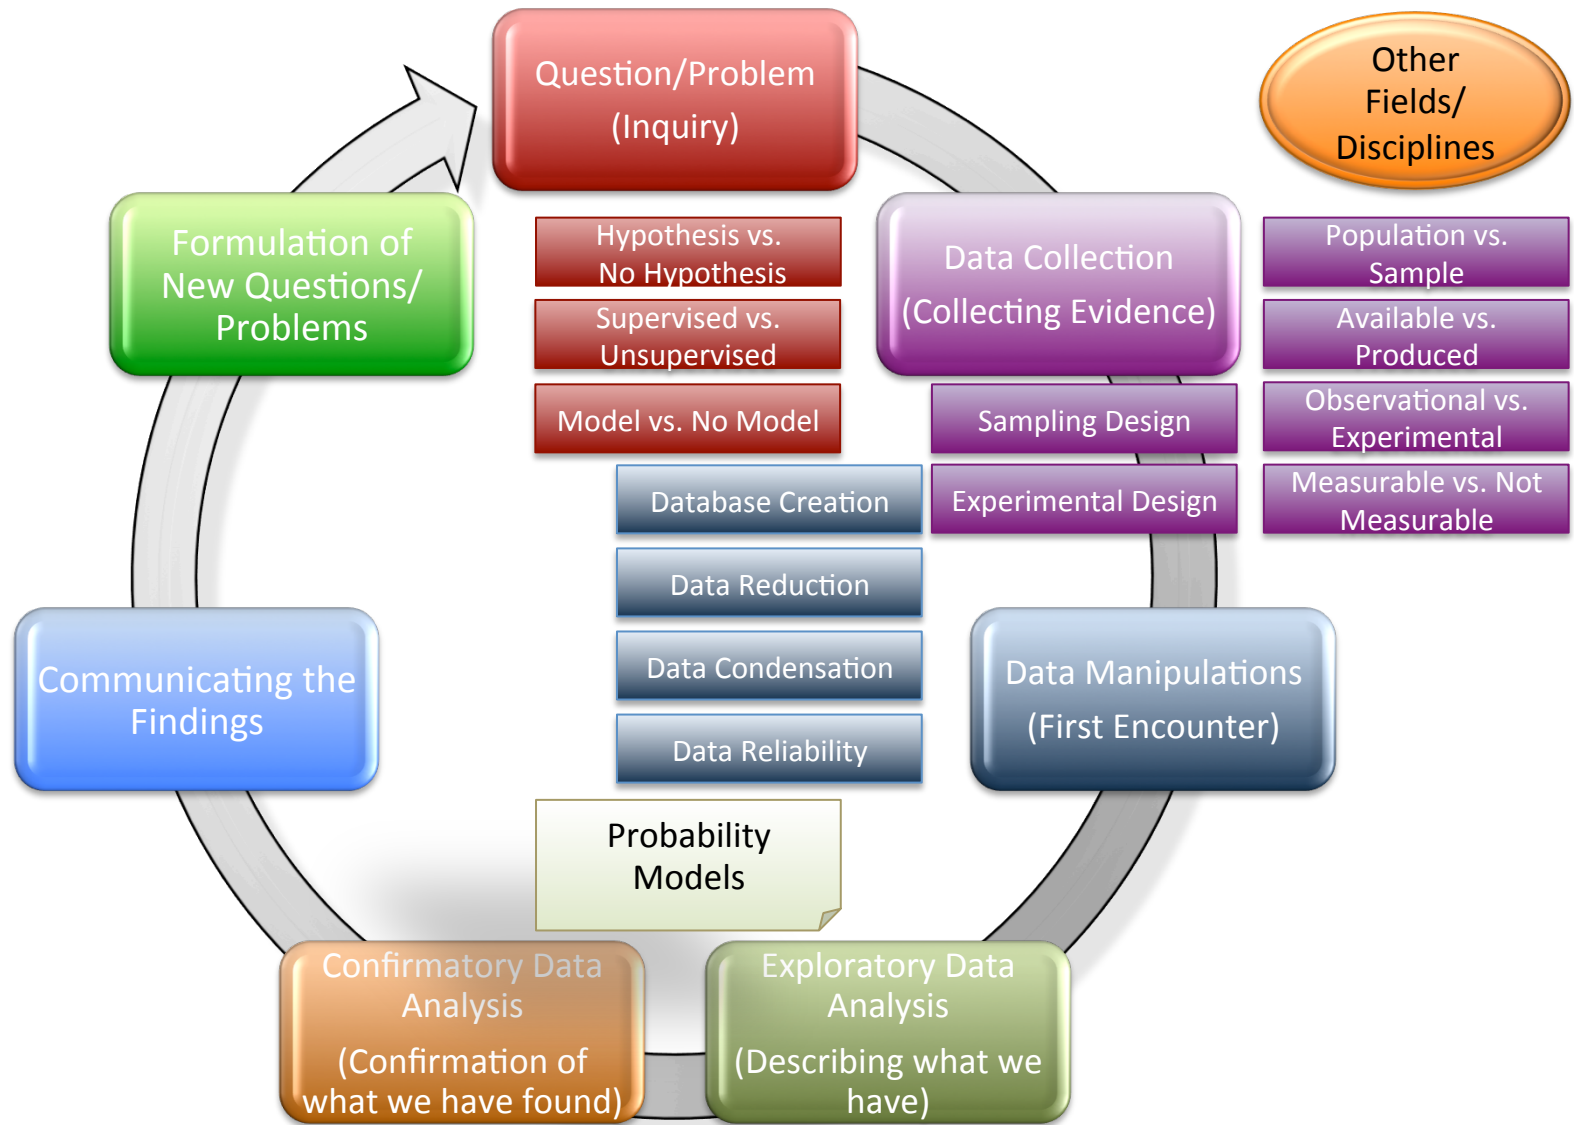 Question/Problem
(Inquiry)
Other
Fields/
Disciplines
Formulation of
New Questions/
Problems
Hypothesis vs.
No Hypothesis
Supervised vs.
Unsupervised
Model vs. No Model
Data Collection
(Collecting Evidence)
Population vs.
Sample
Available vs.
Produced
Observational vs.
Experimental
Measurable vs. Not
Measurable
Sampling Design
Experimental Design
Database Creation
Data Reduction
Data Condensation
Data Reliability
Communicating the
Findings
Data Manipulations
(First Encounter)
Probability
Models
Confirmatory Data
Analysis
(Confirmation of
what we have found)
Exploratory Data
Analysis
(Describing what we
have)